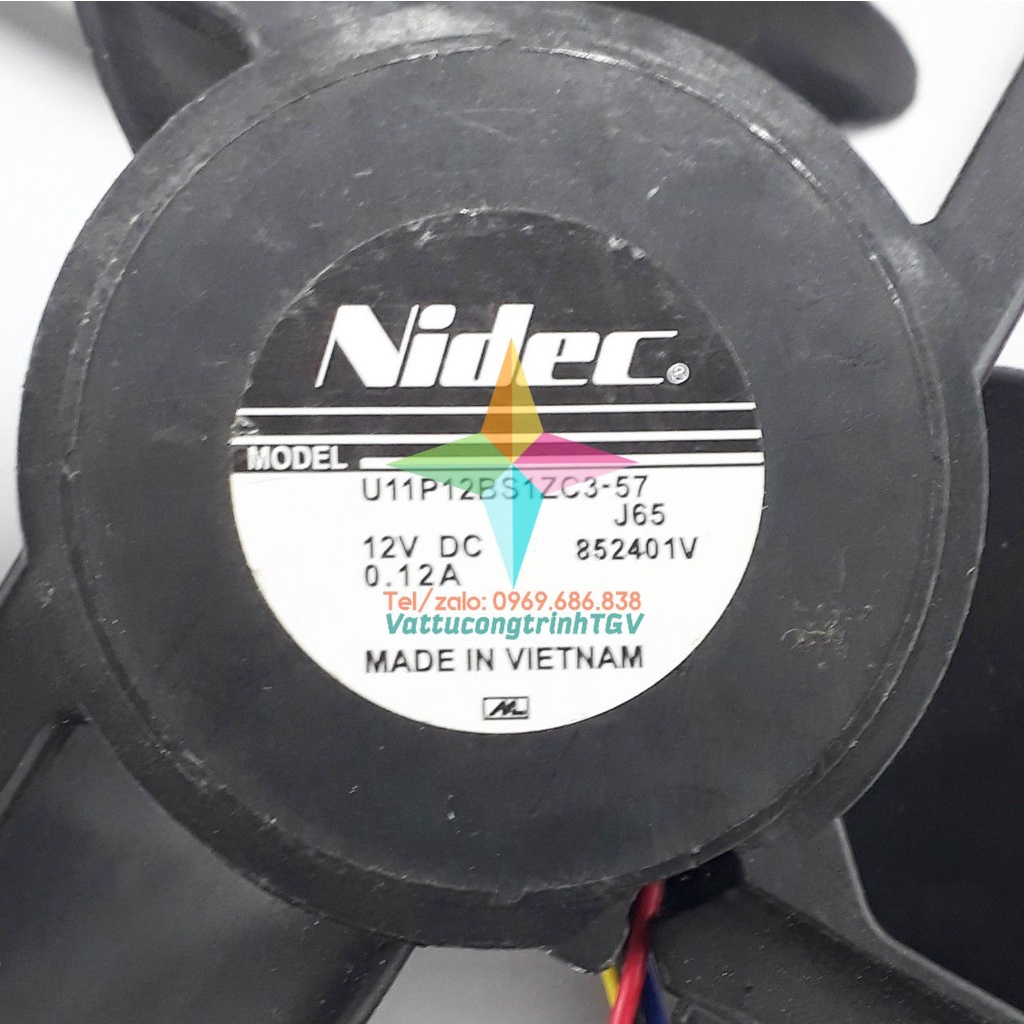 Nidec®
MODEL
U11P12BS1ZC3-57
J65
12V DC 852401V
0.12A
Tel/zalo: 0969.686.838
VattucongtrinhTGV
MADE IN VIETNAM